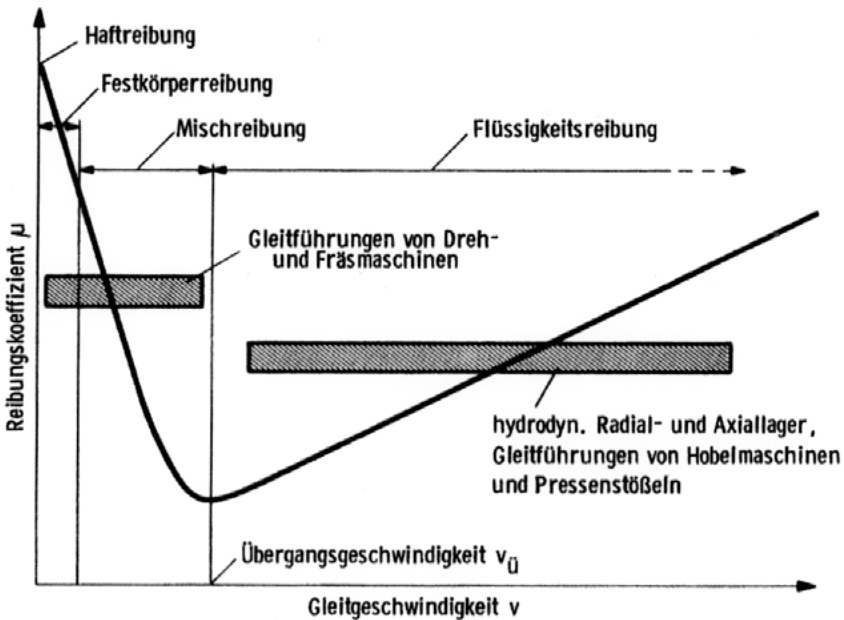 Haftreibung
Festkörperreibung
Mischreibung
Flüssigkeitsreibung
Gleitführungen von Dreh-
und Fräsmaschinen
Reibungskoeffizient μ
hydrodyn. Radial- und Axiallager,
Gleitführungen von Hobelmaschinen
und Pressenstößeln
Übergangsgeschwindigkeit vü
Gleitgeschwindigkeit v